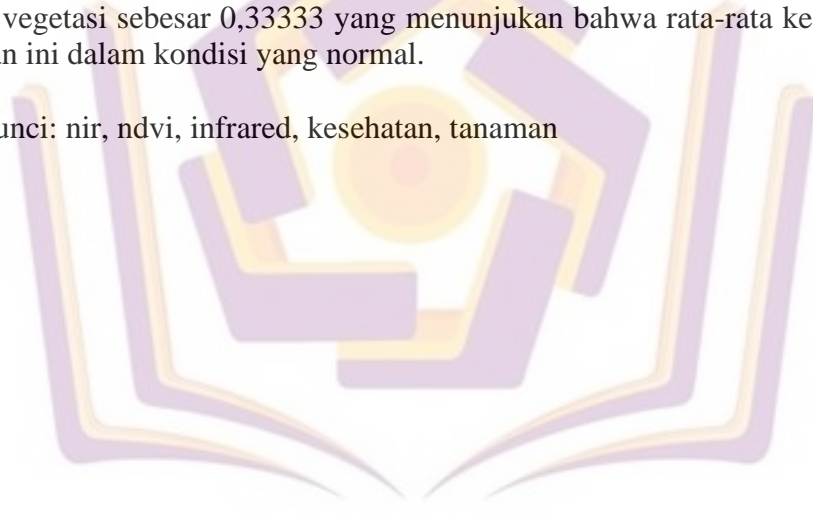 vegetasi sebesar 0,33333 yang menunjukan bahwa rata-rata ke
n ini dalam kondisi yang normal.
unci: nir, ndvi, infrared, kesehatan, tanaman